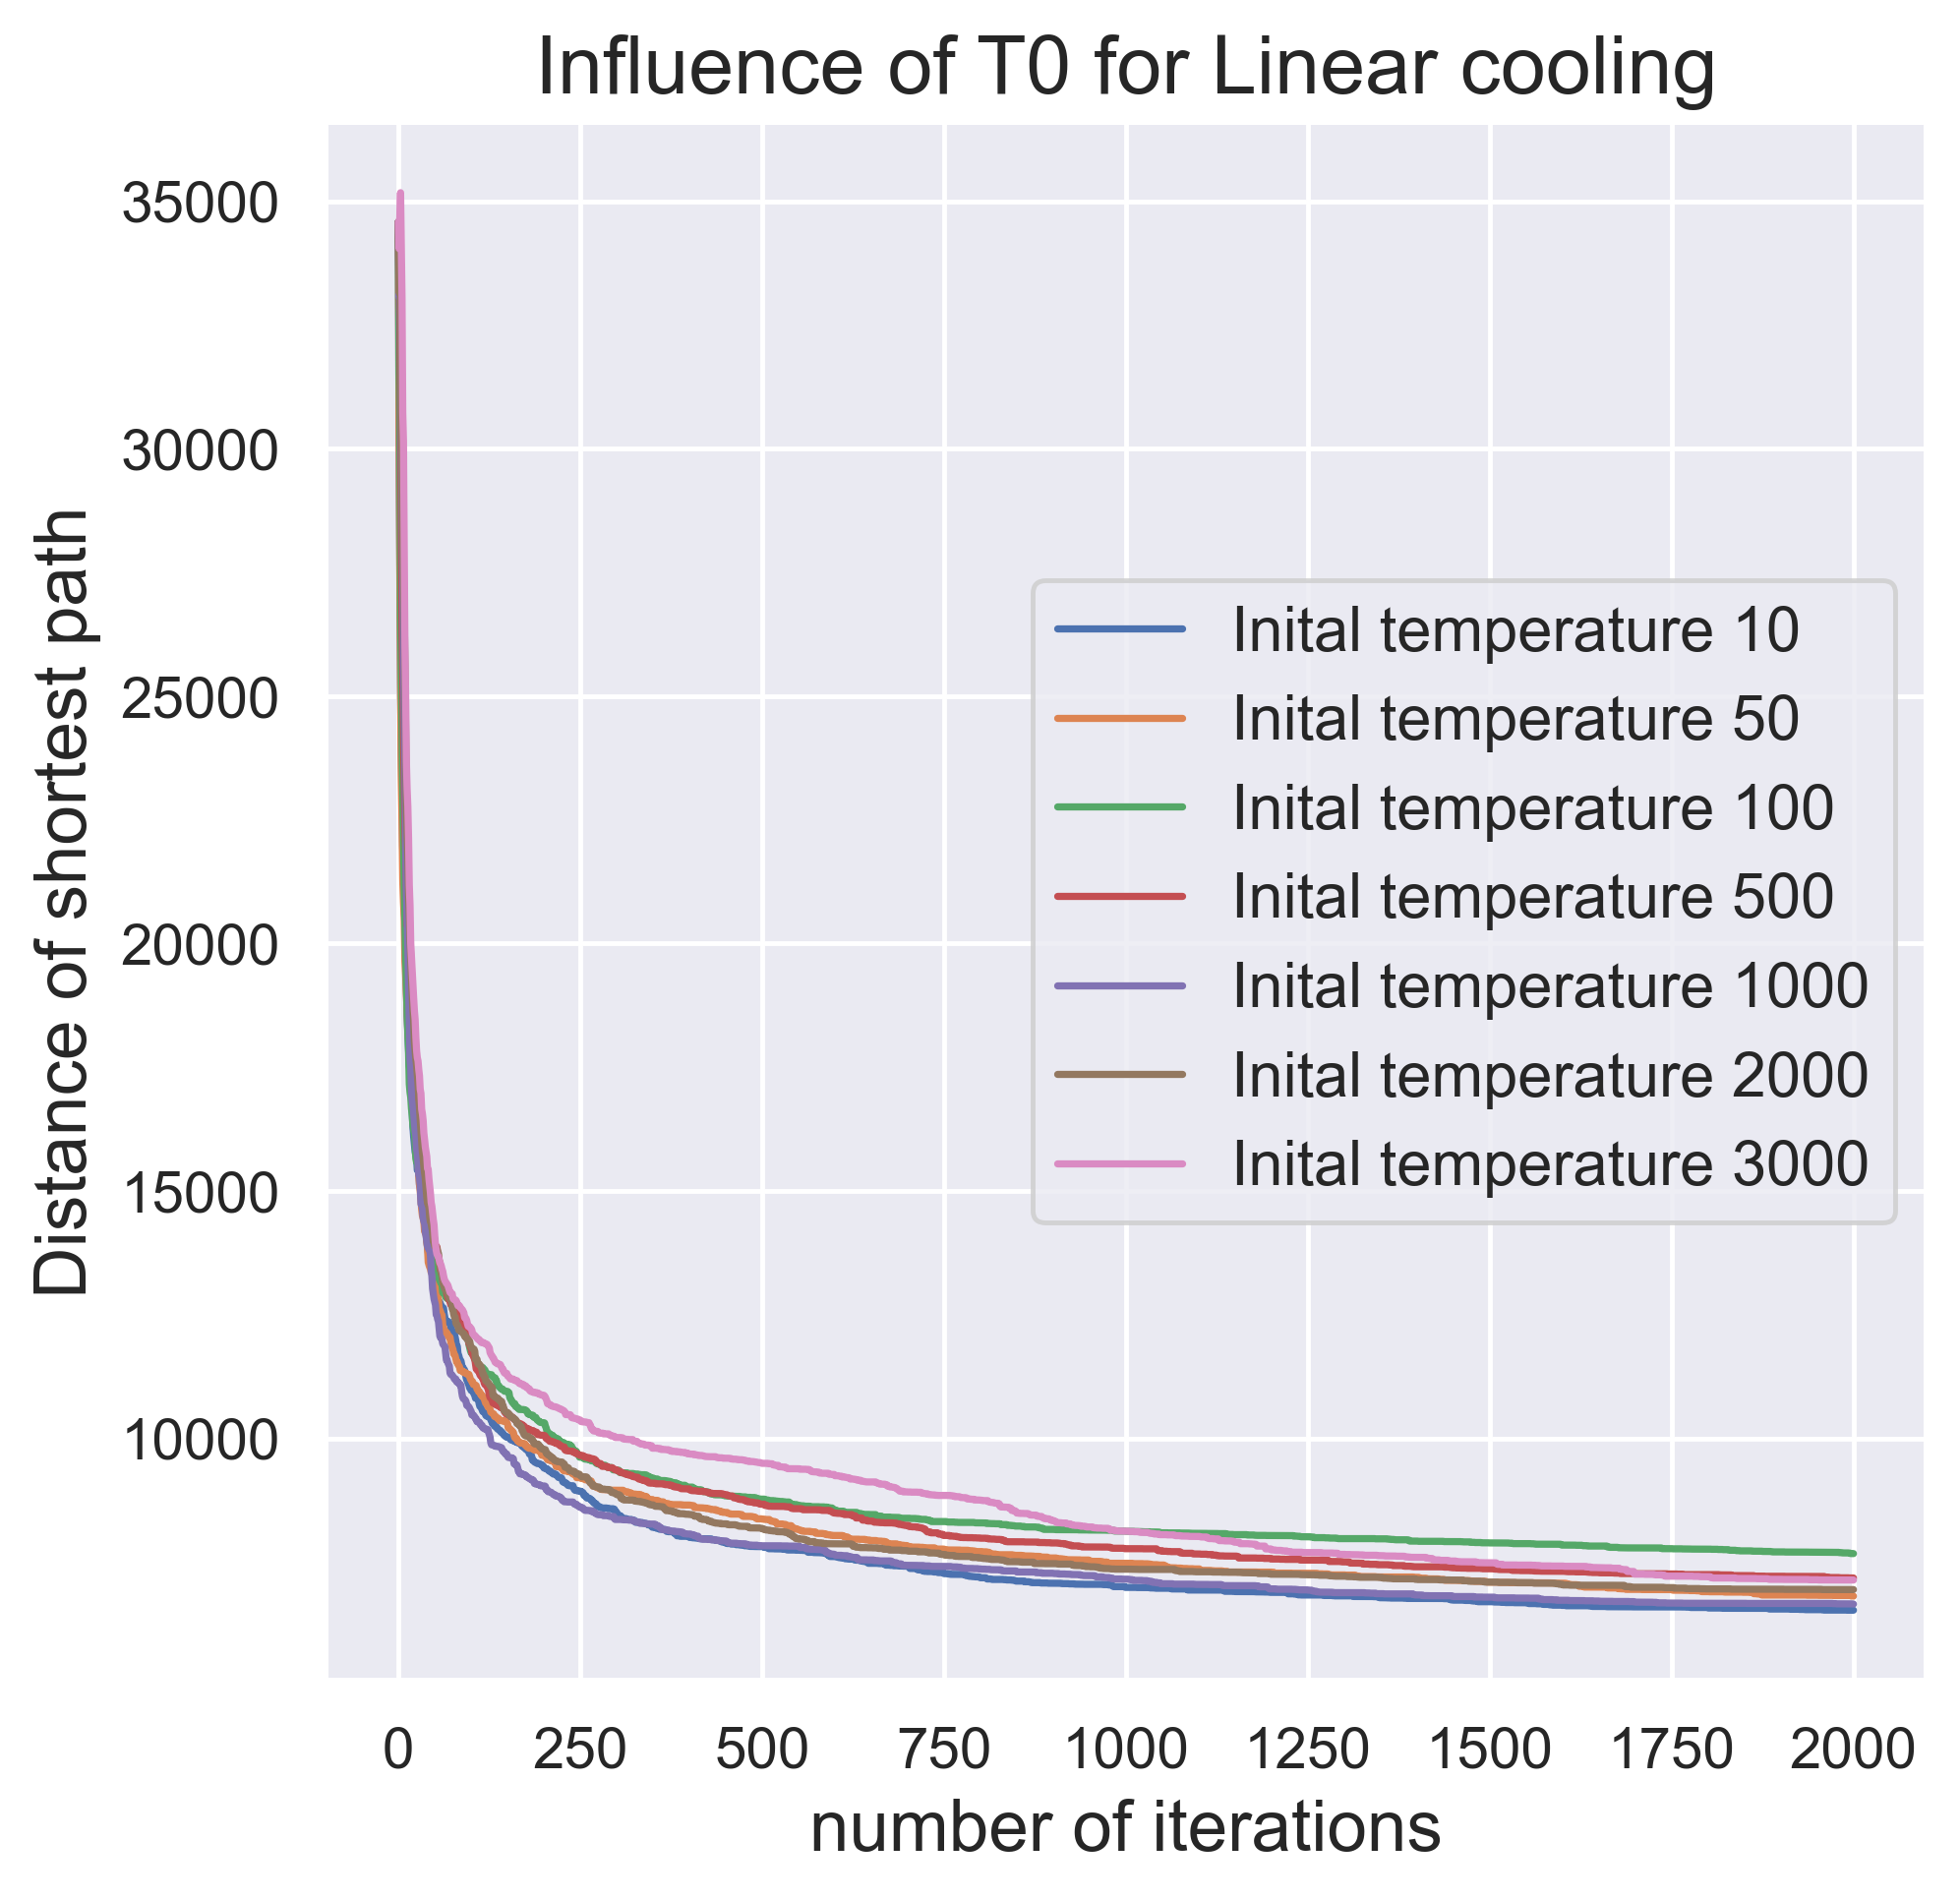 Influence of T0 for Linear cooling
Distance of shortest path
35000
30000
25000
20000
15000
10000
Inital temperature 10
Inital temperature 50
Inital temperature 100
Inital temperature 500
Inital temperature 1000
Inital temperature 2000
Inital temperature 3000
0 250 500 750 1000 1250 1500 1750 2000
number of iterations